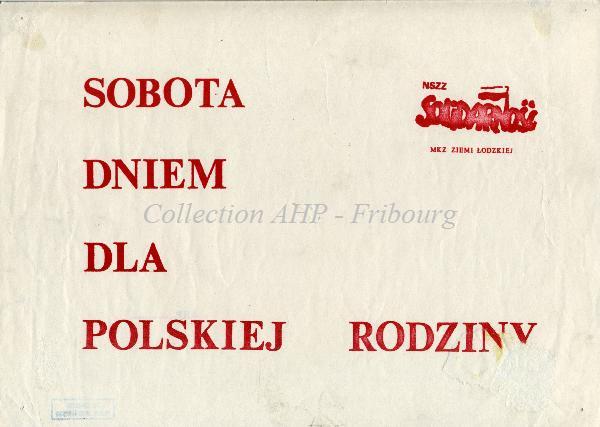 SOBOTA
NSZZ
SOLIDARNOŚĆ
MKZ ZIEMI ŁODZKIEJ
DNIEM
Collection AHP - Fribourg
DLA
POLSKIEJ RODZINY